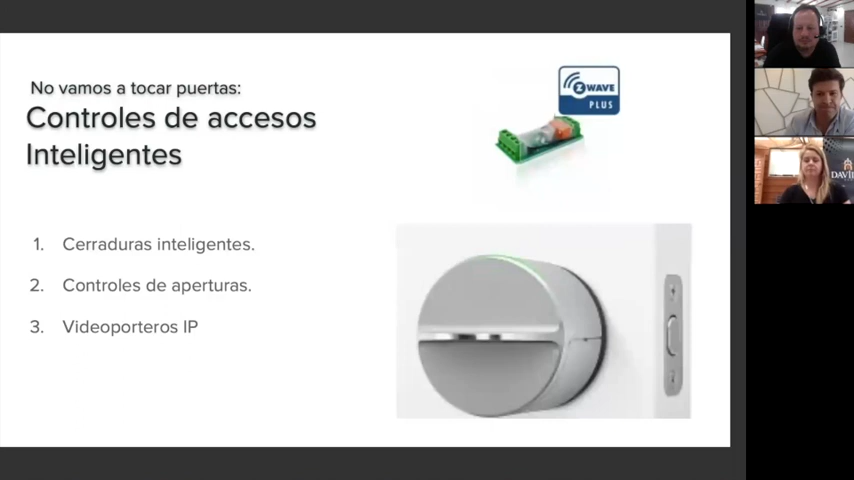 No vamos a tocar puertas:
Controles de accesos
Inteligentes
Z WAVE
PLUS
1. Cerraduras inteligentes.
2. Controles de aperturas.
3. Videoporteros IP